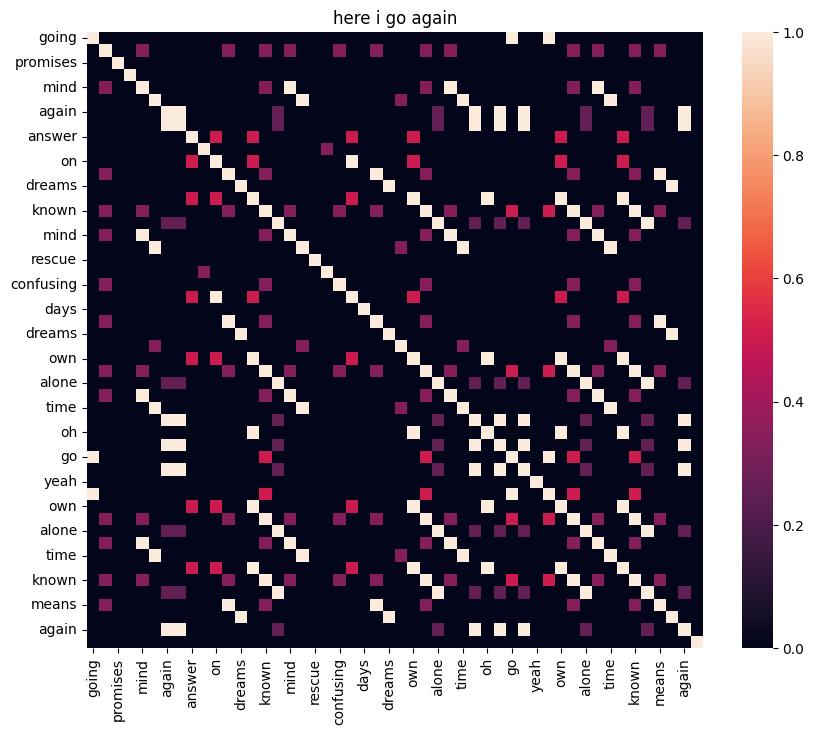 here i go again
going
promises
mind
again
answer
on
dreams
known
mind
rescue
confusing
days
dreams
own
alone
time
oh
go
yeah
own
alone
time
known
means
again
1.0
0.8
0.6
0.4
0.2
0.0
going
promises
mind
again
answer
on
dreams
known
mind
rescue
confusing
days
dreams
own
alone
time
oh
go
yeah
own
alone
time
known
means
again